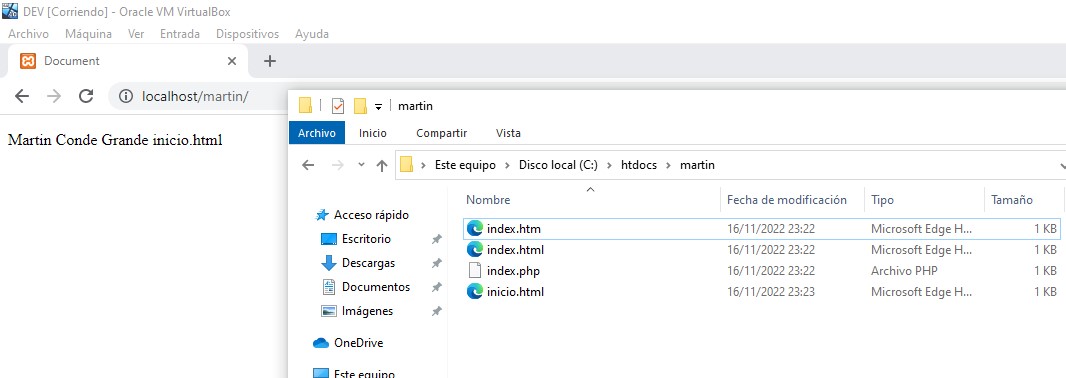 DEV [Corriendo] - Oracle VM VirtualBox
Archivo Máquina Ver Entrada Dispositivos Ayuda
Document
localhost/martin/
Martin Conde Grande inicio.html
martin
Archivo Inicio Compartir Vista
Este equipo Disco local (C:) htdocs martin
Nombre Fecha de modificación Tipo Tamaño
Acceso rápido
Escritorio
Descargas
Documentos
Imágenes
OneDrive
Este equipo
index.htm 16/11/2022 23:22 Microsoft Edge H... 1 KB
index.html 16/11/2022 23:22 Microsoft Edge H... 1 KB
index.php 16/11/2022 23:22 Archivo PHP 1 KB
inicio.html 16/11/2022 23:23 Microsoft Edge H... 1 KB